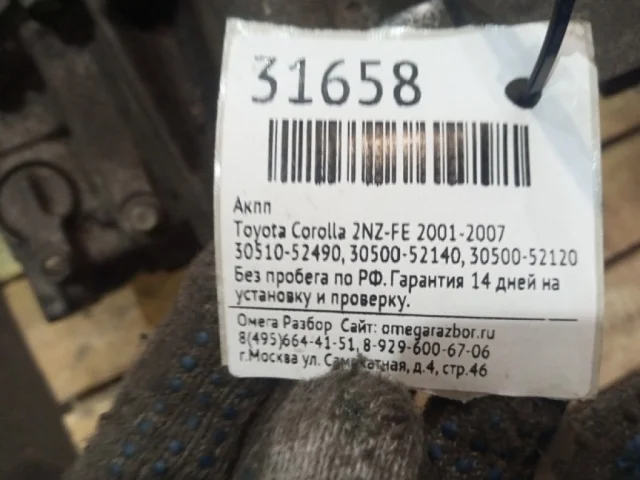 31658
Акпп
Toyota Corolla 2NZ-FE 2001-2007
30510-52490, 30500-52140, 30500-52120
Без пробега по РФ. Гарантия 14 дней на
установку и проверку.
Омега Разбор Сайт: omegarazbor.ru
8(495)664-41-51, 8-929-600-67-06
г.Москва ул. Самокатная, д.4, стр.46